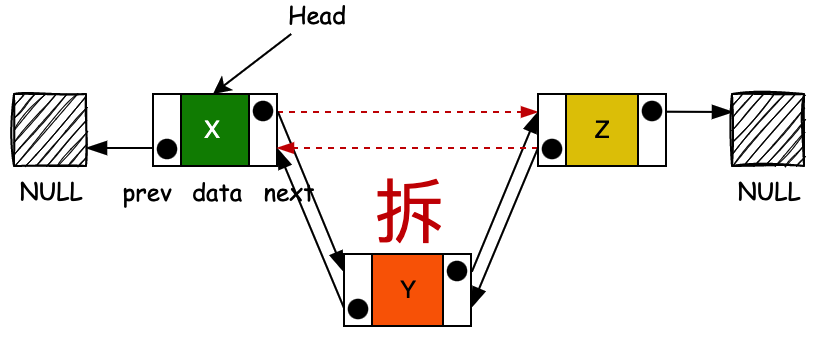 Head
X
Z
NULL
prev data next
NULL
拆
Y